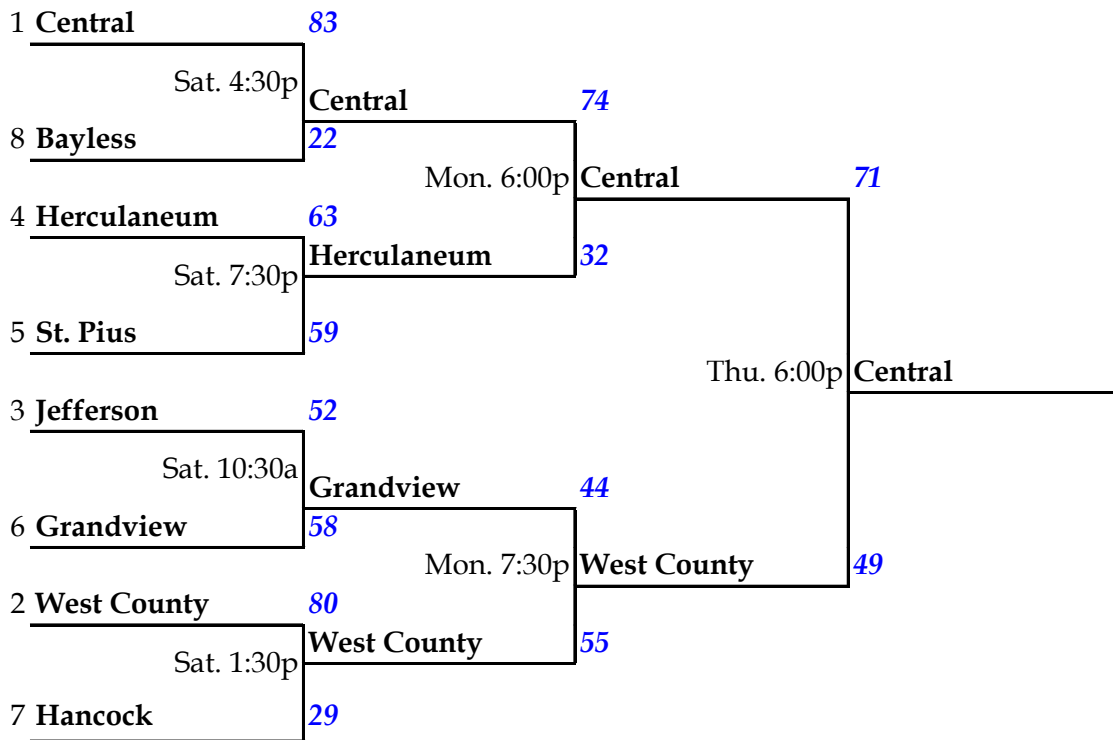 1 Central 83
Sat. 4:30p
Central 74
8 Bayless 22
Mon. 6:00p Central 71
4 Herculaneum 63
Herculaneum 32
Sat. 7:30p
5 St. Pius 59
Thu. 6:00p Central
3 Jefferson 52
Sat. 10:30a
Grandview 44
6 Grandview 58
Mon. 7:30p West County 49
2 West County 80
West County 55
Sat. 1:30p
7 Hancock 29